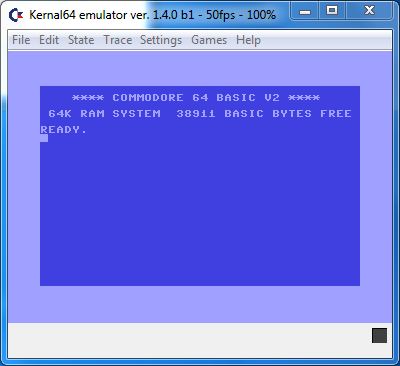 Kernal64 emulator ver. 1.4.0 b1 - 50fps - 100%
File Edit State Trace Settings Games Help
**** COMMODORE 64 BASIC V2 ****
64K RAM SYSTEM 38911 BASIC BYTES FREE
READY.